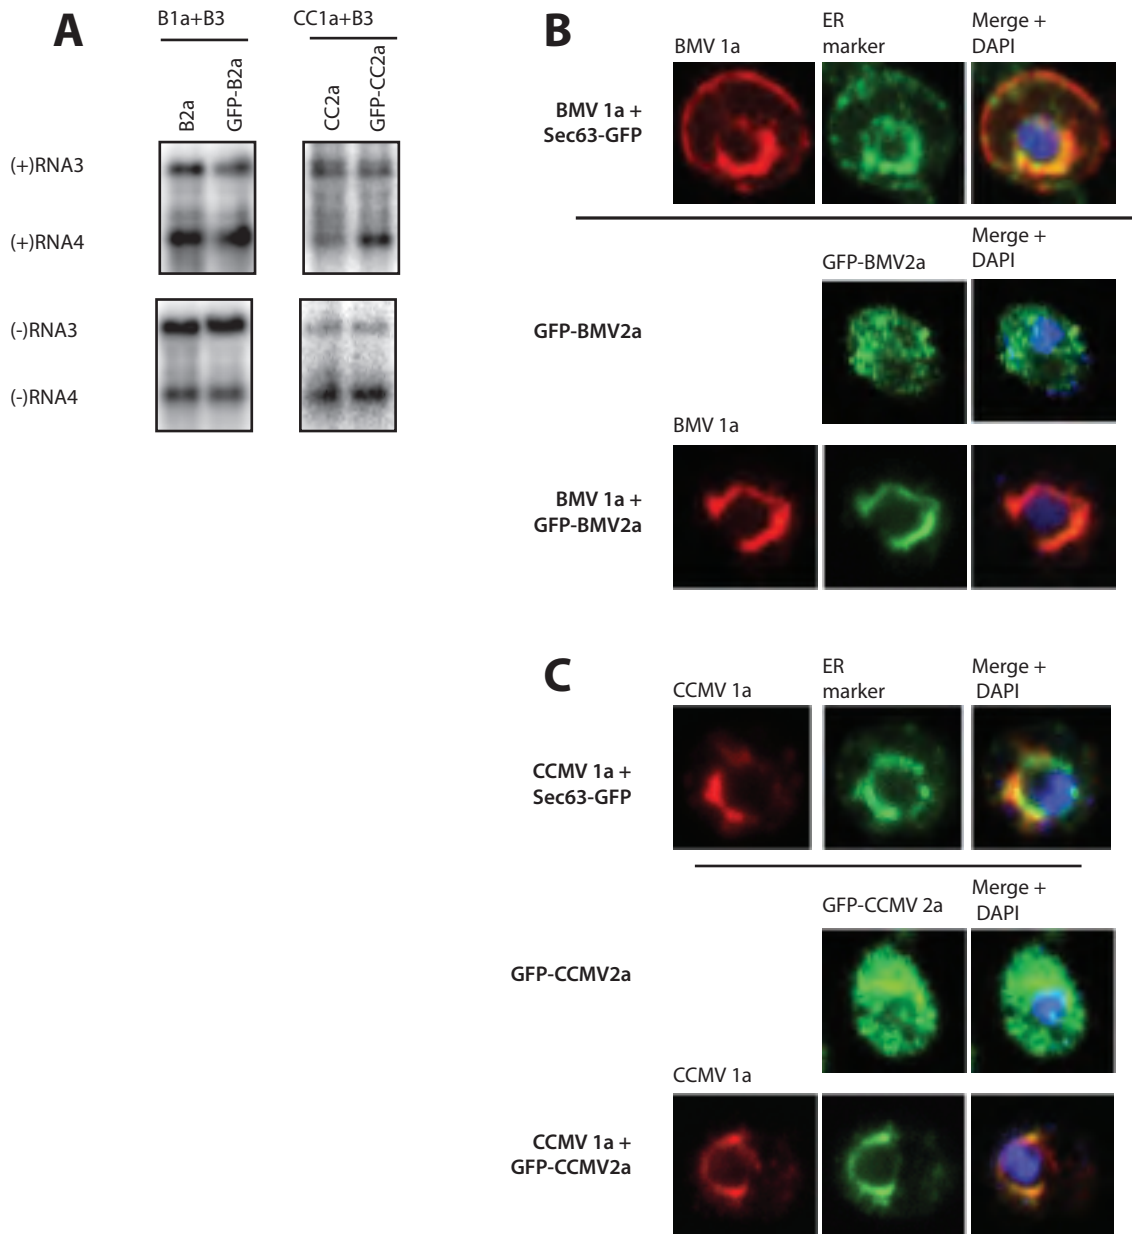 A
B1a+B3
CC1a+B3
B2a
GFP-B2a
CC2a
GFP-CC2a
(+)RNA3
(+)RNA4
(-)RNA3
(-)RNA4
B
BMV 1a
ER
marker
Merge +
DAPI
BMV 1a +
Sec63-GFP
GFP-BMV2a
Merge +
DAPI
GFP-BMV2a
BMV 1a
BMV 1a +
GFP-BMV2a
C
CCMV 1a
ER
marker
Merge +
DAPI
CCMV 1a +
Sec63-GFP
GFP-CCMV 2a
Merge +
DAPI
GFP-CCMV2a
CCMV 1a
CCMV 1a +
GFP-CCMV2a